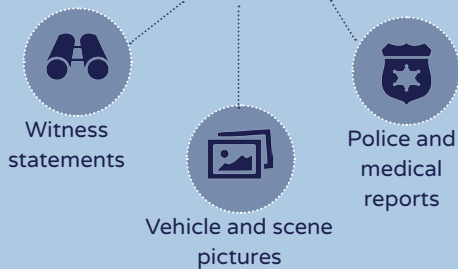 Witness
statements
Vehicle and scene
pictures
Police and
medical
reports